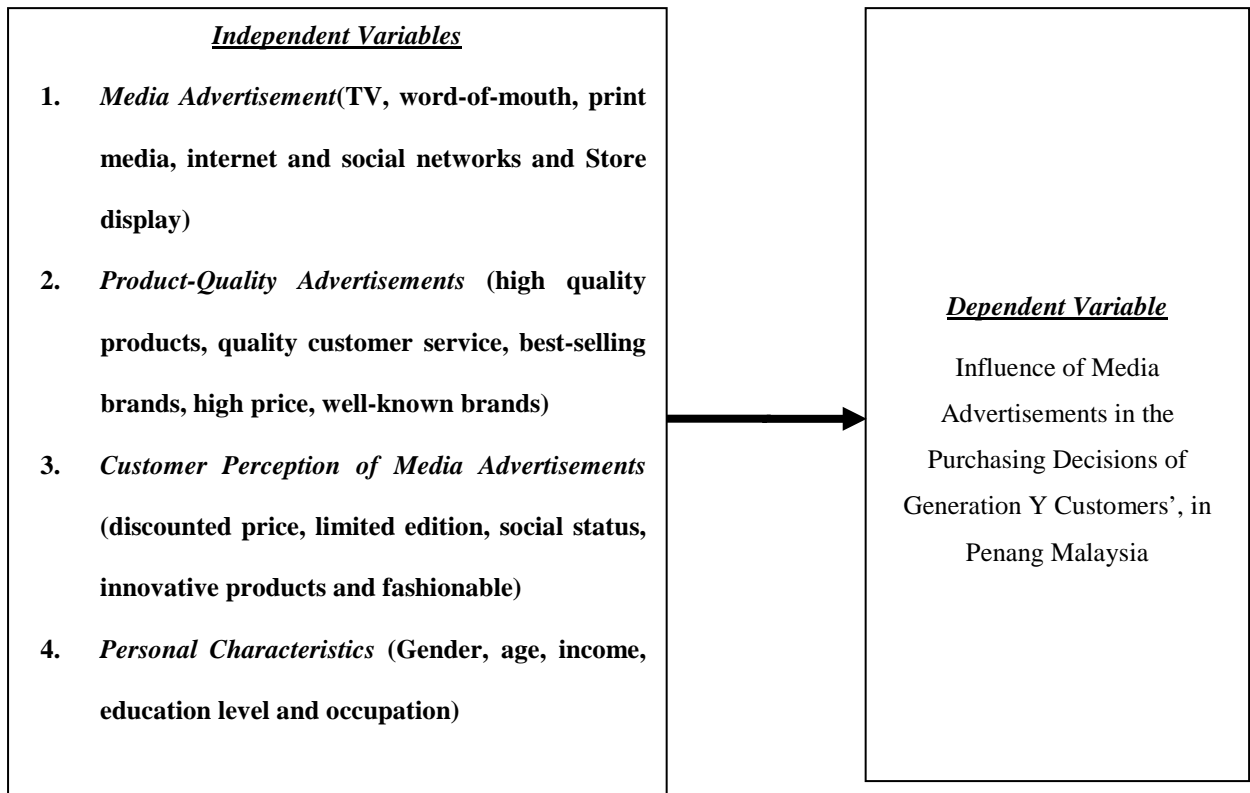 Independent Variables
1. Media Advertisement(TV, word-of-mouth, print
media, internet and social networks and Store
display)
2. Product-Quality Advertisements (high quality
products, quality customer service, best-selling
brands, high price, well-known brands)
3. Customer Perception of Media Advertisements
(discounted price, limited edition, social status,
innovative products and fashionable)
4. Personal Characteristics (Gender, age, income,
education level and occupation)
Dependent Variable
Influence of Media
Advertisements in the
Purchasing Decisions of
Generation Y Customers’, in
Penang Malaysia